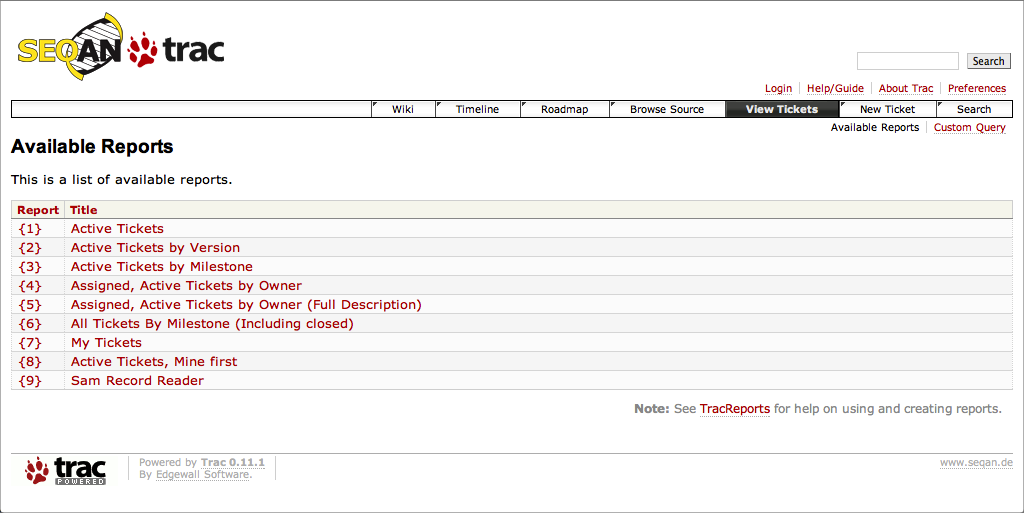 SEQAN trac
Search
Login Help/Guide About Trac Preferences
Wiki Timeline Roadmap Browse Source View Tickets New Ticket Search
Available Reports Custom Query
Available Reports
This is a list of available reports.
Report Title
{1} Active Tickets
{2} Active Tickets by Version
{3} Active Tickets by Milestone
{4} Assigned, Active Tickets by Owner
{5} Assigned, Active Tickets by Owner (Full Description)
{6} All Tickets By Milestone (Including closed)
{7} My Tickets
{8} Active Tickets, Mine first
{9} Sam Record Reader
Note: See TracReports for help on using and creating reports.
trac
POWERED
Powered by Trac 0.11.1
By Edgewall Software.
www.seqan.de